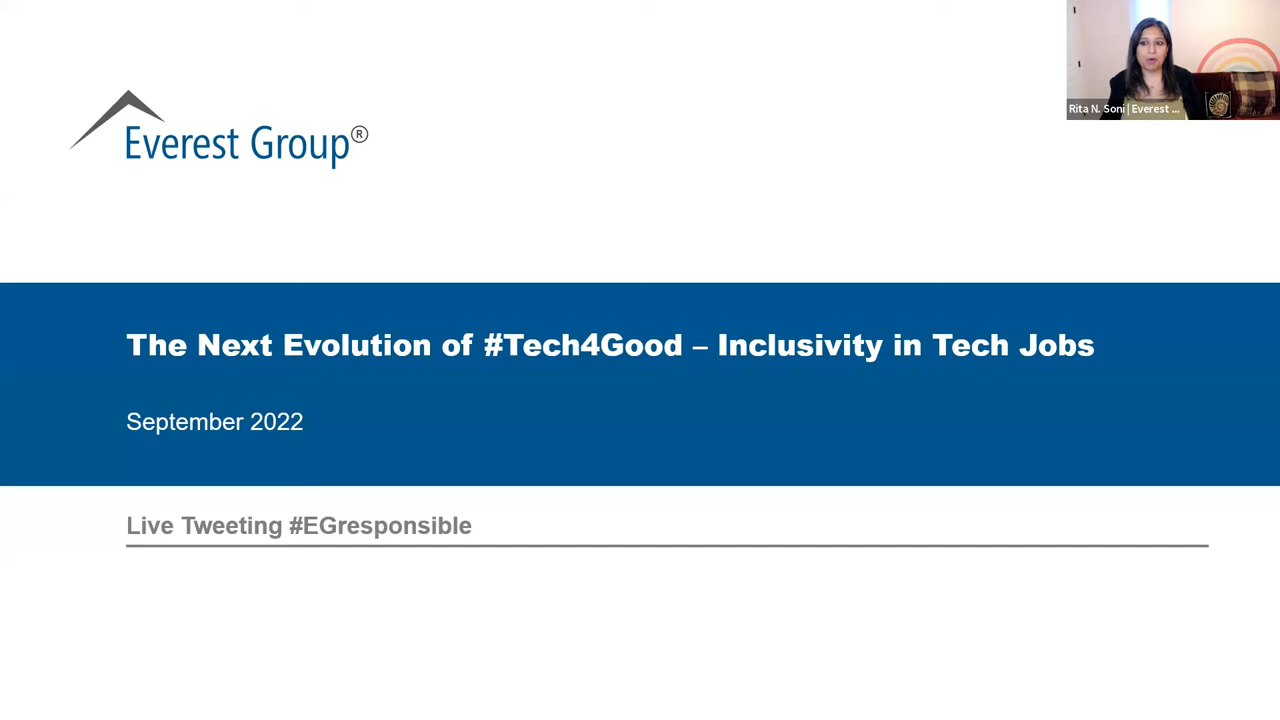 Everest Group®
Rita N. Soni | Everest ...
The Next Evolution of #Tech4Good – Inclusivity in Tech Jobs
September 2022
Live Tweeting #EGresponsible